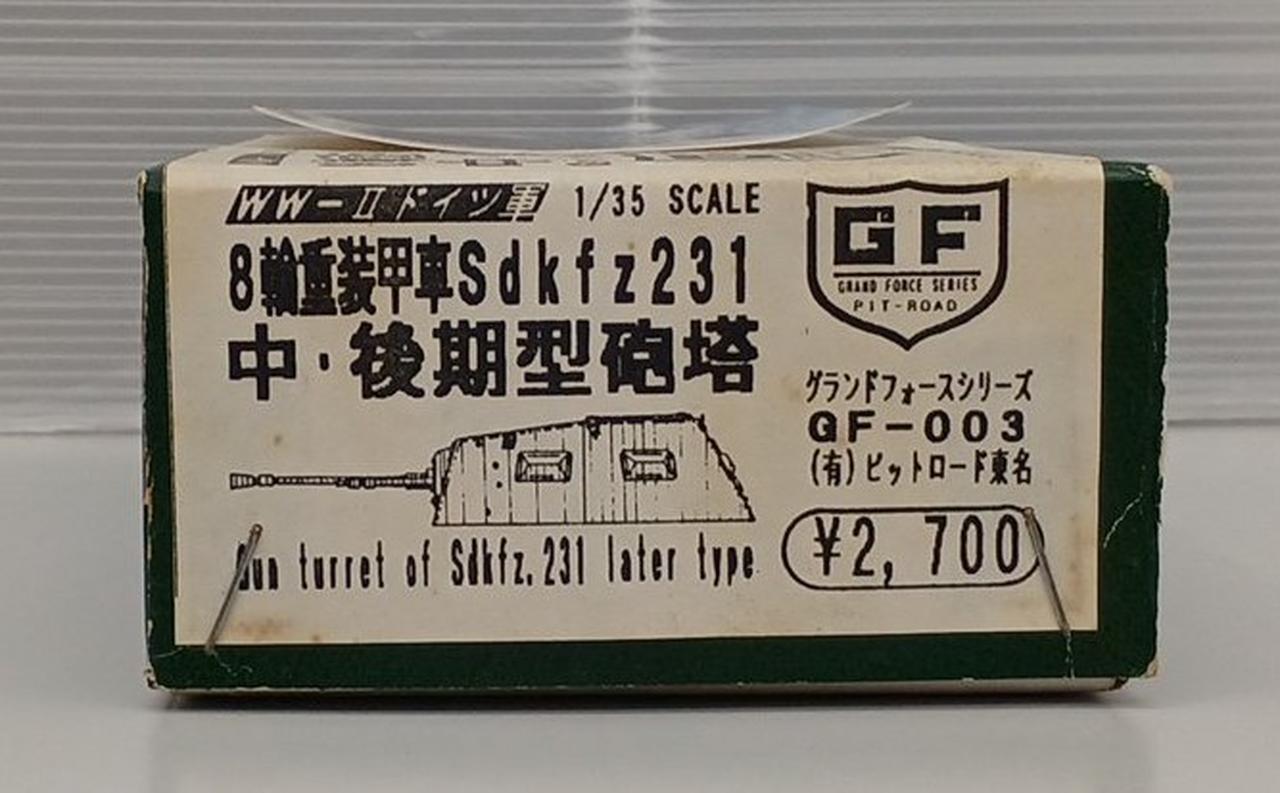 WW-Ⅱドイツ軍 1/35 SCALE
8輪重装甲車Sdkfz231
中・後期型砲塔
Gun turret of Sdkfz.231 later type
GF
GRAND FORCE SERIES
PIT-ROAD
グランドフォースシリーズ
GF-003
(有)ピットロード東名
¥2,700